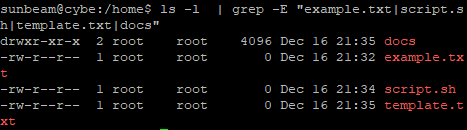 sunbeam@cybe:/home$ ls -l  | grep -E "example.txt|script.s
h|template.txt|docs"
drwxr-xr-x  2 root     root     4096 Dec 16 21:35 docs
-rw-r--r--  1 root     root        0 Dec 16 21:32 example.tx
t
-rw-r--r--  1 root     root        0 Dec 16 21:34 script.sh
-rw-r--r--  1 root     root        0 Dec 16 21:35 template.t
xt